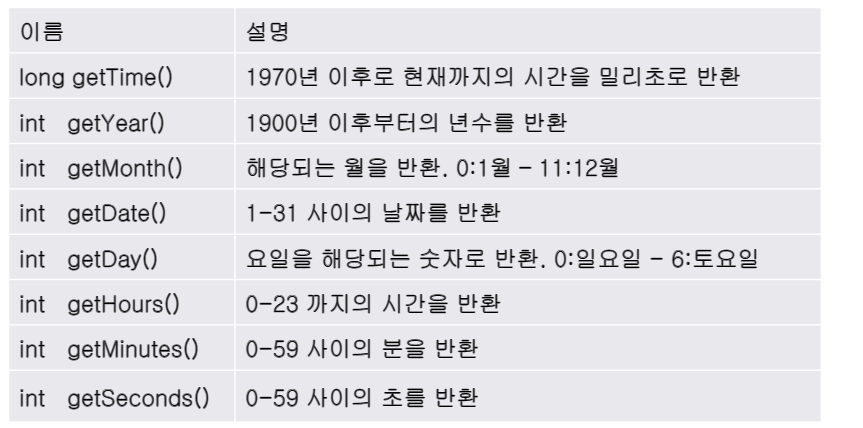 이름 설명
long getTime() 1970년 이후로 현재까지의 시간을 밀리초로 반환
int getYear() 1900년 이후부터의 년수를 반환
int getMonth() 해당되는 월을 반환. 0:1월 - 11:12월
int getDate() 1-31 사이의 날짜를 반환
int getDay() 요일을 해당되는 숫자로 반환. 0:일요일 - 6:토요일
int getHours() 0-23 까지의 시간을 반환
int getMinutes() 0-59 사이의 분을 반환
int getSeconds() 0-59 사이의 초를 반환